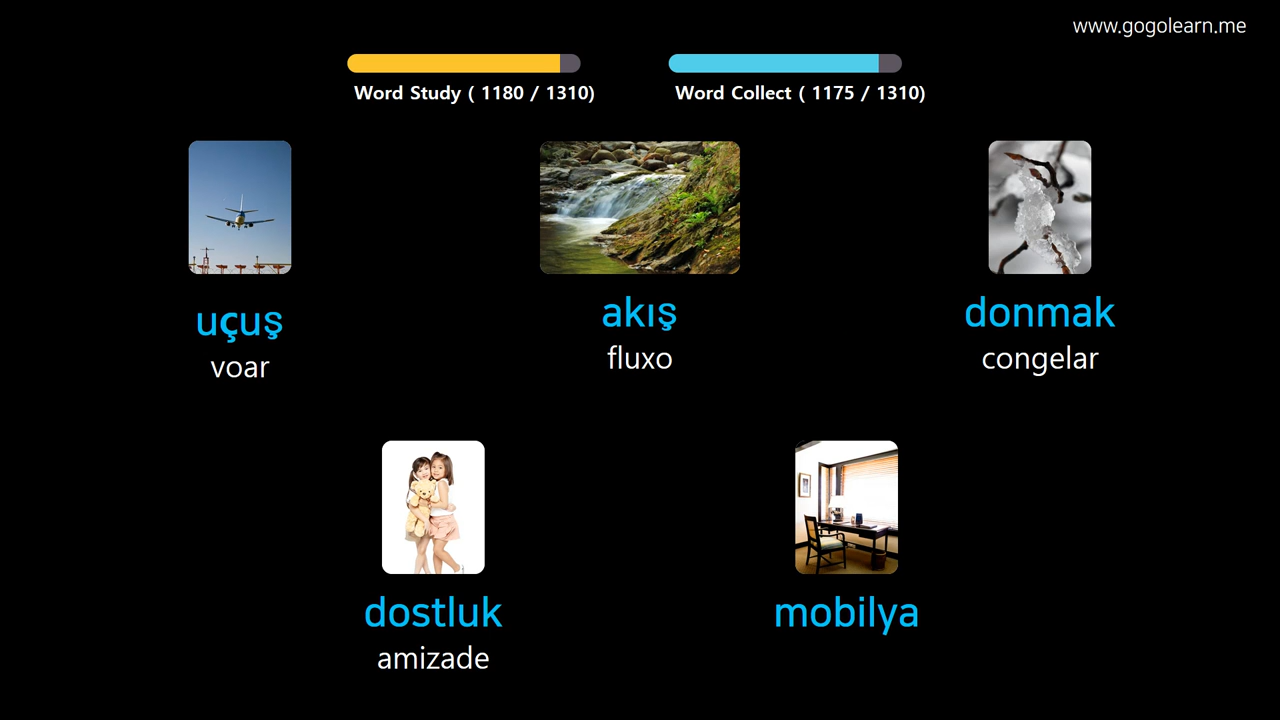 www.gogolearn.me
Word Study ( 1180 / 1310)
Word Collect ( 1175 / 1310)
uçuş
voar
akış
fluxo
donmak
congelar
dostluk
amizade
mobilya